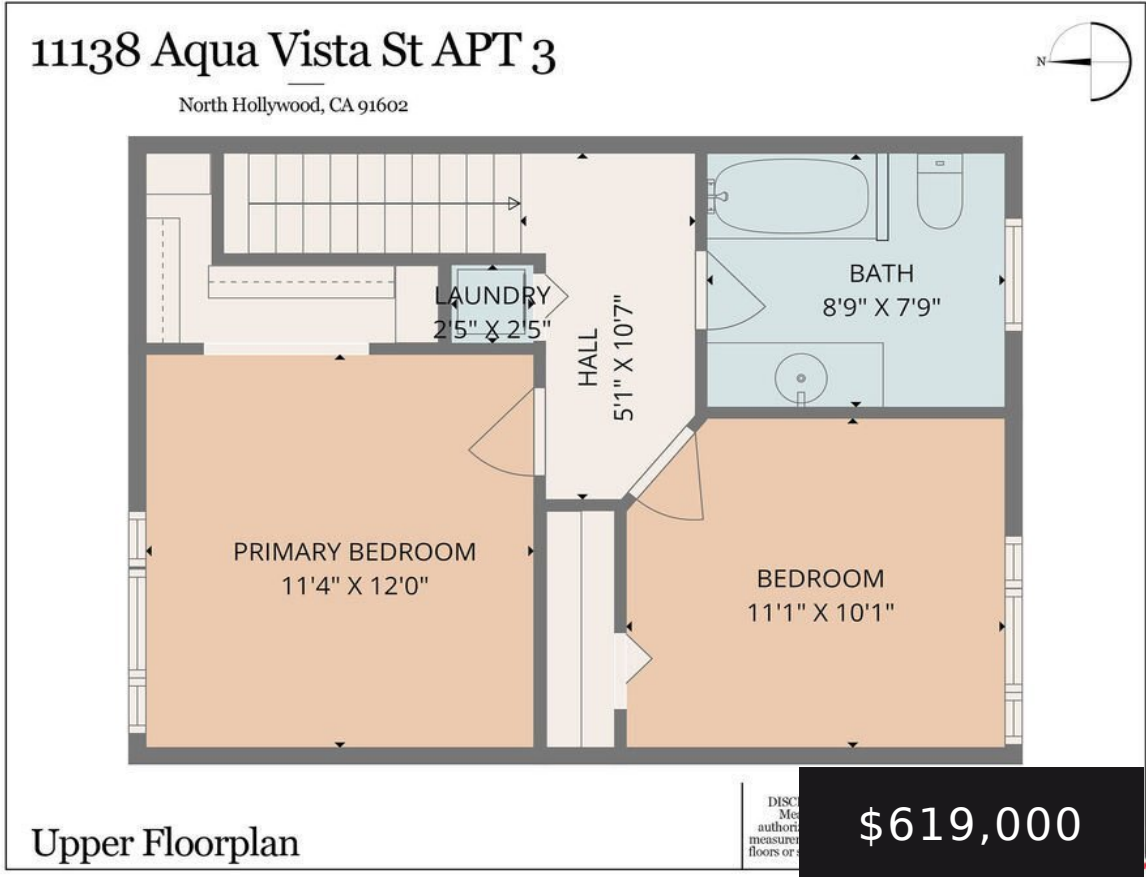 11138 Aqua Vista St APT 3
North Hollywood, CA 91602
N
BATH
8'9" X 7'9"
LAUNDRY
2'5" X 2'5"
HALL
5'1" X 10'7"
PRIMARY BEDROOM
11'4" X 12'0"
BEDROOM
11'1" X 10'1"
Upper Floorplan
floors or
$619,000